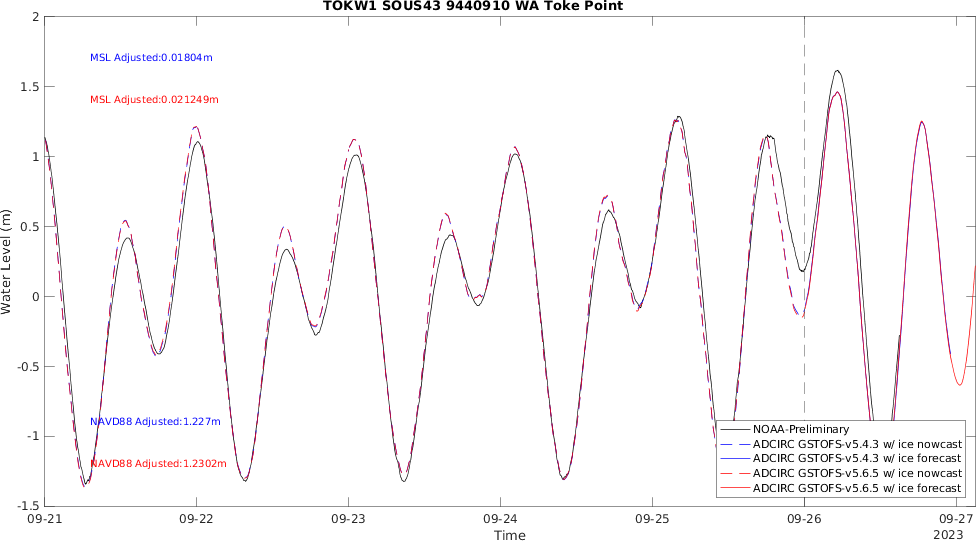 TOKW1 SOUS43 9440910 WA Toke Point
2
1.5
1
0.5
0
-0.5
-1
-1.5
Water Level (m)
MSL Adjusted:0.01804m
MSL Adjusted:0.021249m
NAVD88 Adjusted:1.227m
NAVD88 Adjusted:1.2302m
NOAA-Preliminary
ADCIRC GSTOFS-v5.4.3 w/ ice nowcast
ADCIRC GSTOFS-v5.4.3 w/ ice forecast
ADCIRC GSTOFS-v5.6.5 w/ ice nowcast
ADCIRC GSTOFS-v5.6.5 w/ ice forecast
09-21 09-22 09-23 09-24 09-25 09-26 09-27
Time
2023